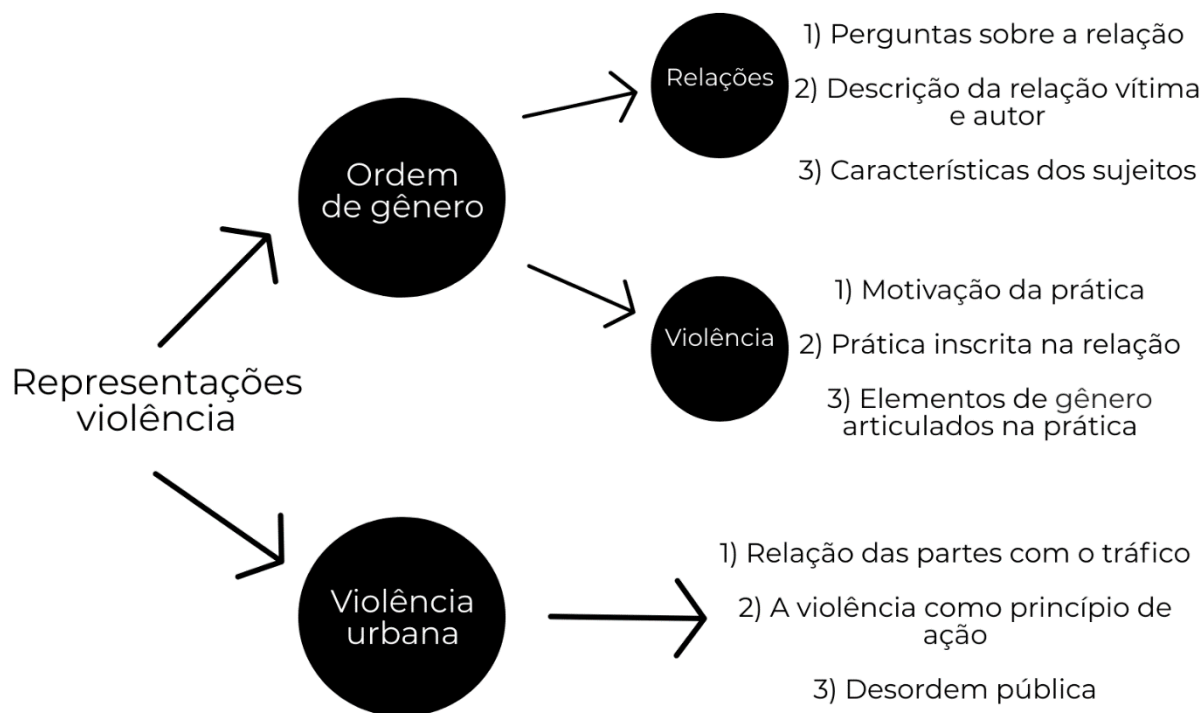 Representações
violência
Ordem
de gênero
Relações
1) Perguntas sobre a relação
2) Descrição da relação vítima
e autor
3) Características dos sujeitos
Violência
1) Motivação da prática
2) Prática inscrita na relação
3) Elementos de gênero
articulados na prática
Violência
urbana
1) Relação das partes com o tráfico
2) A violência como princípio de
ação
3) Desordem pública